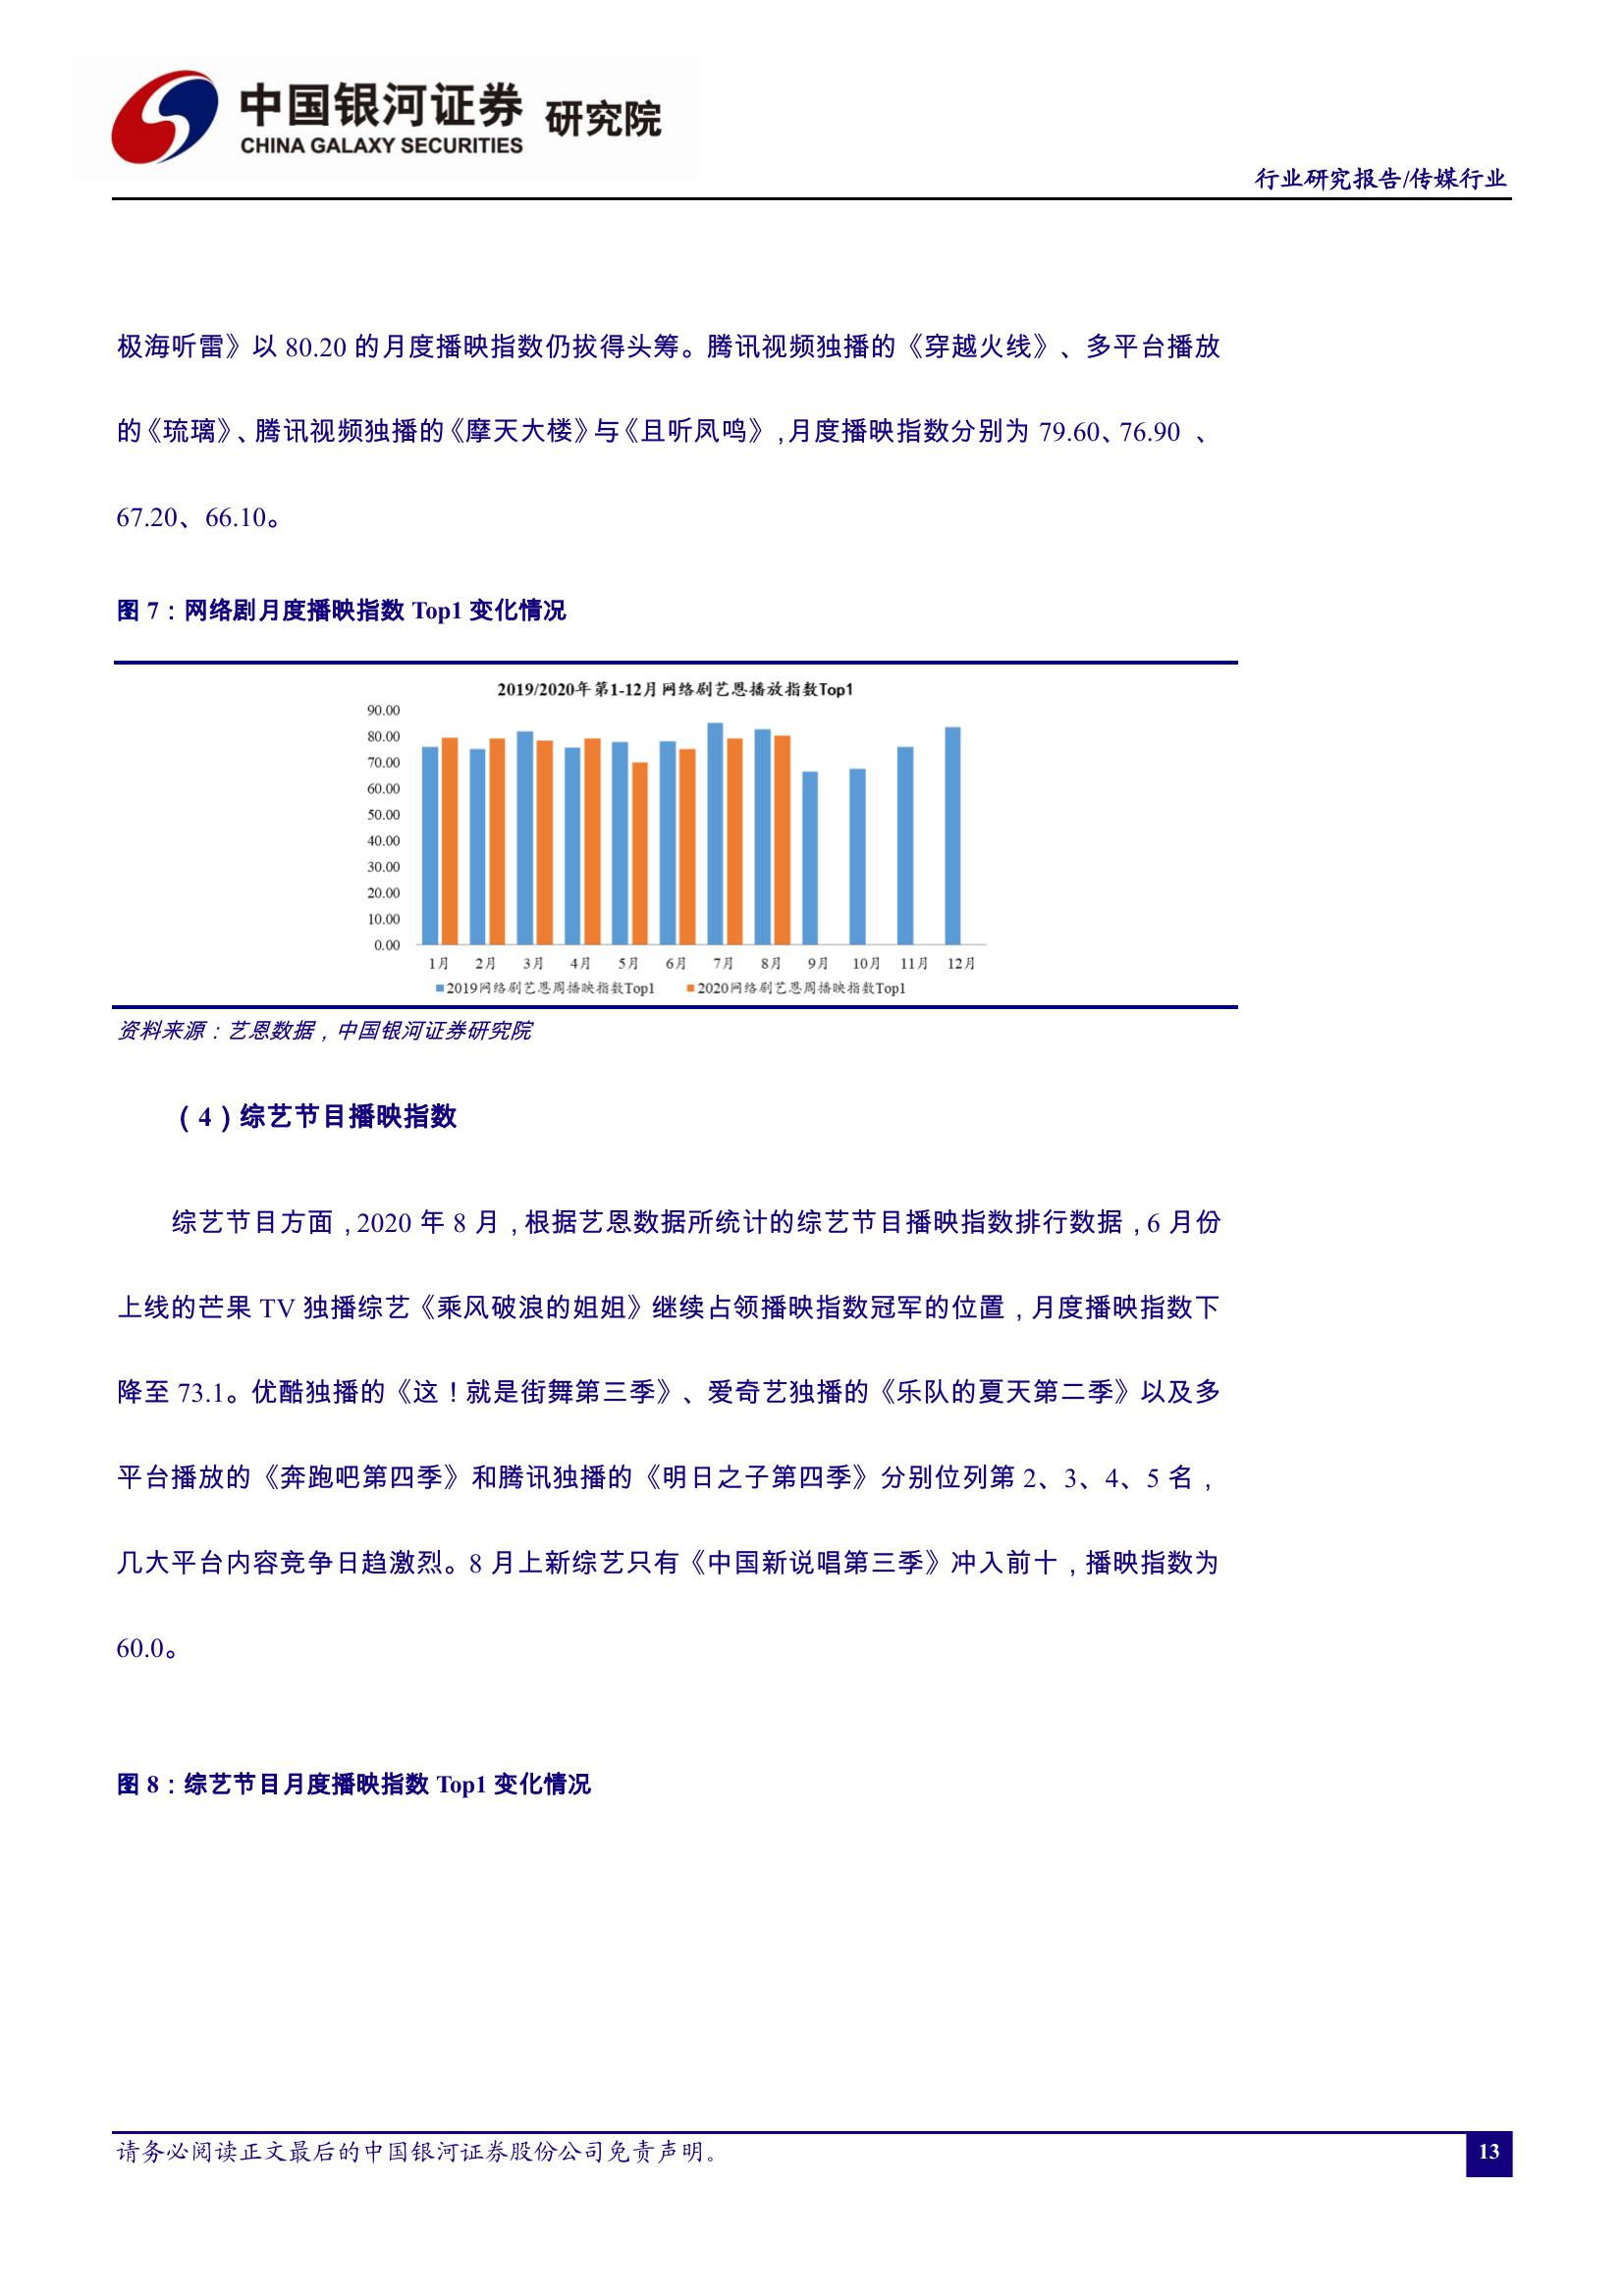 中国银河证券 研究院
CHINA GALAXY SECURITIES
行业研究报告/传媒行业
极海听雷》以 80.20 的月度播映指数仍拔得头筹。腾讯视频独播的《穿越火线》、多平台播放
的《琉璃》、腾讯视频独播的《摩天大楼》与《且听凤鸣》,月度播映指数分别为 79.60、76.90 、
67.20、66.10。
图 7：网络剧月度播映指数 Top1 变化情况
2019/2020年第1-12月网络剧艺恩播放指数Top1
90.00
80.00
70.00
60.00
50.00
40.00
30.00
20.00
10.00
0.00
1月 2月 3月 4月 5月 6月 7月 8月 9月 10月 11月 12月
2019网络剧艺恩周播映指数Top1 2020网络剧艺恩周播映指数Top1
资料来源：艺恩数据，中国银河证券研究院
（4）综艺节目播映指数
综艺节目方面，2020 年 8 月，根据艺恩数据所统计的综艺节目播映指数排行数据，6 月份
上线的芒果 TV 独播综艺《乘风破浪的姐姐》继续占领播映指数冠军的位置，月度播映指数下
降至 73.1。优酷独播的《这！就是街舞第三季》、爱奇艺独播的《乐队的夏天第二季》以及多
平台播放的《奔跑吧第四季》和腾讯独播的《明日之子第四季》分别位列第 2、3、4、5 名，
几大平台内容竞争日趋激烈。8 月上新综艺只有《中国新说唱第三季》冲入前十，播映指数为
60.0。
图 8：综艺节目月度播映指数 Top1 变化情况
请务必阅读正文最后的中国银河证券股份公司免责声明。
13